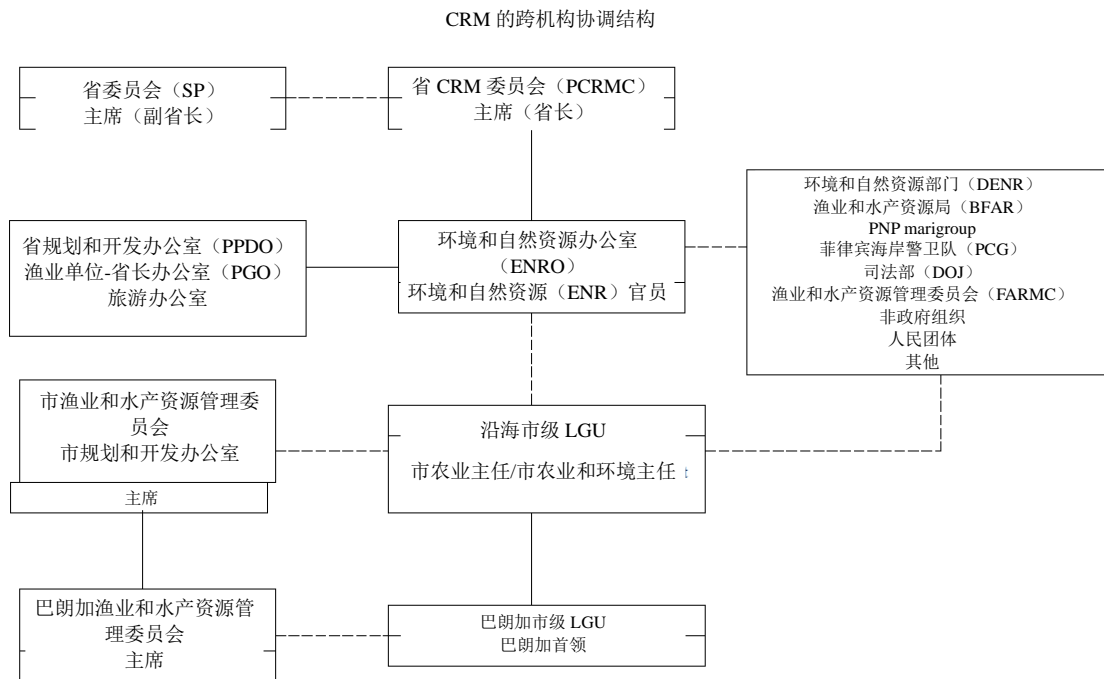 CRM 的跨机构协调结构
省委员会（SP）
主席（副省长）
省 CRM 委员会（PCRMC）
主席（省长）
环境和自然资源部门（DENR）
渔业和水产资源局（BFAR）
PNP marigroup
菲律宾海岸警卫队（PCG）
司法部（DOJ）
渔业和水产资源管理委员会（FARMC）
非政府组织
人民团体
其他
省规划和开发办公室（PPDO）
渔业单位-省长办公室（PGO）
旅游办公室
环境和自然资源办公室
（ENRO）
环境和自然资源（ENR）官员
市渔业和水产资源管理委
员会
市规划和开发办公室
主席
沿海市级 LGU
市农业主任/市农业和环境主任 t
巴朗加渔业和水产资源管
理委员会
主席
巴朗加市级 LGU
巴朗加首领